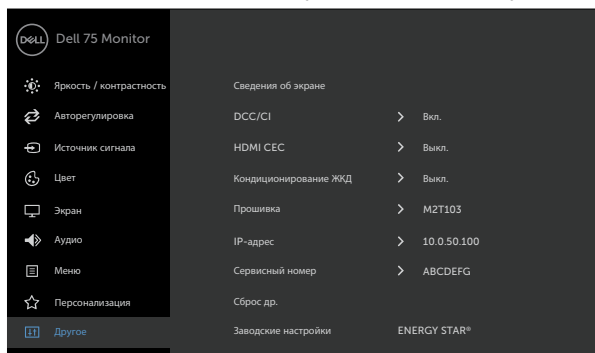 DELL Dell 75 Monitor
Яркость / контрастность Сведения об экране
Авторегулировка DCC/CI Вкл.
Источник сигнала HDMI CEC Выкл.
Цвет Кондиционирование ЖКД Выкл.
Экран Прошивка M2T103
Аудио IP-адрес 10.0.50.100
Меню Сервисный номер ABCDEFG
Персонализация Сброс др.
Другое Заводские настройки ENERGY STAR®